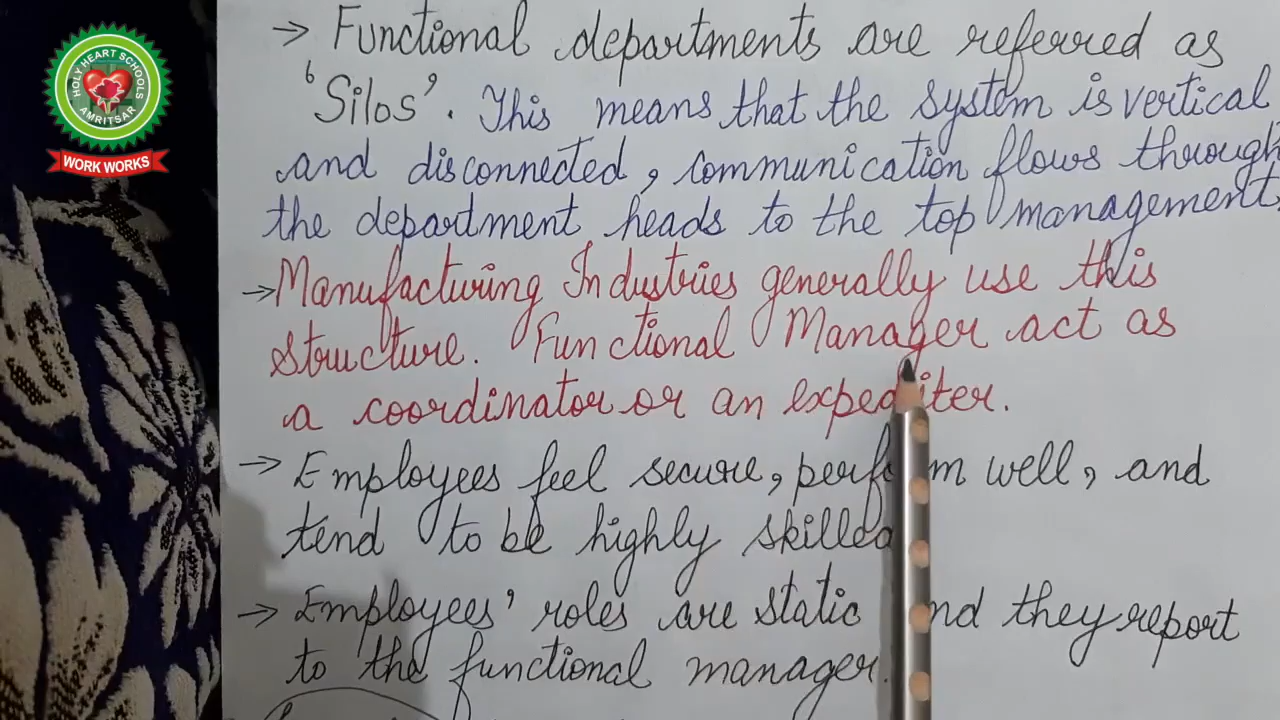 HOLY HEART SCHOOLS
AMRITSAR
WORK WORKS
→ Functional departments are referred as
'Silos'. This means that the system is vertical
and disconnected, communication flows through
the department heads to the top management.
→ Manufacturing Industries generally use this
structure. Functional Manager act as
a coordinator or an expediter.
→ Employees feel secure, perform well, and
tend to be highly skilled
→ Employees' roles are static and they report
to the functional manager.